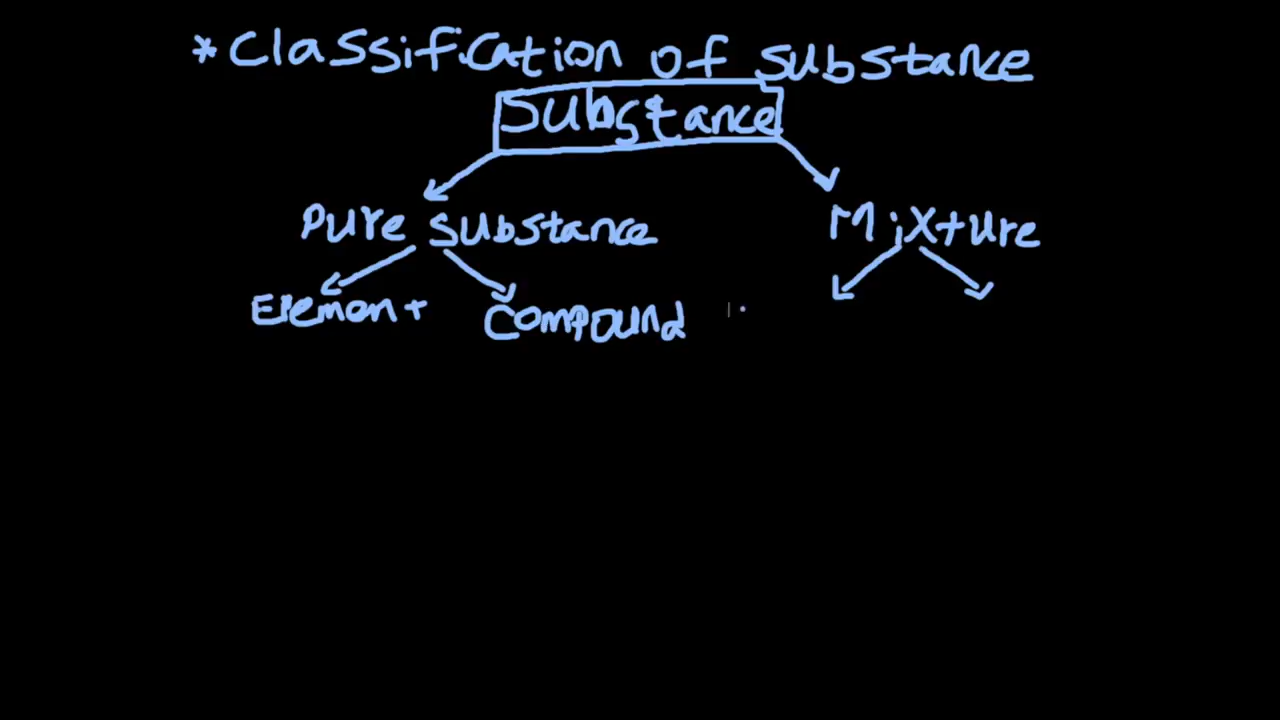 *Classification of substance
Substance
Pure Substance Mixture
Element Compound